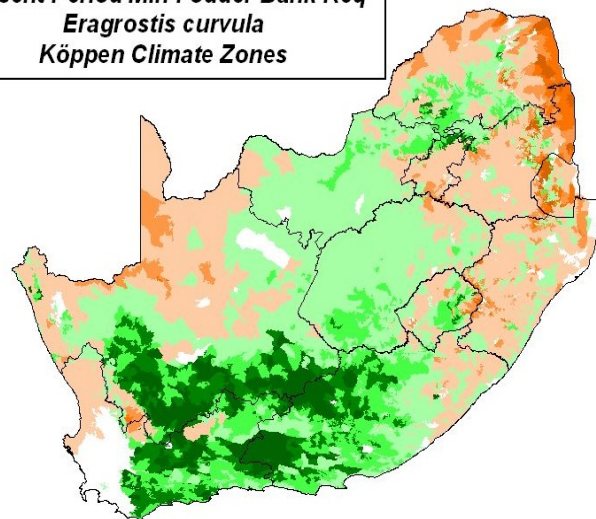 Period Min Fodder Bank Req
Eragrostis curvula
Köppen Climate Zones